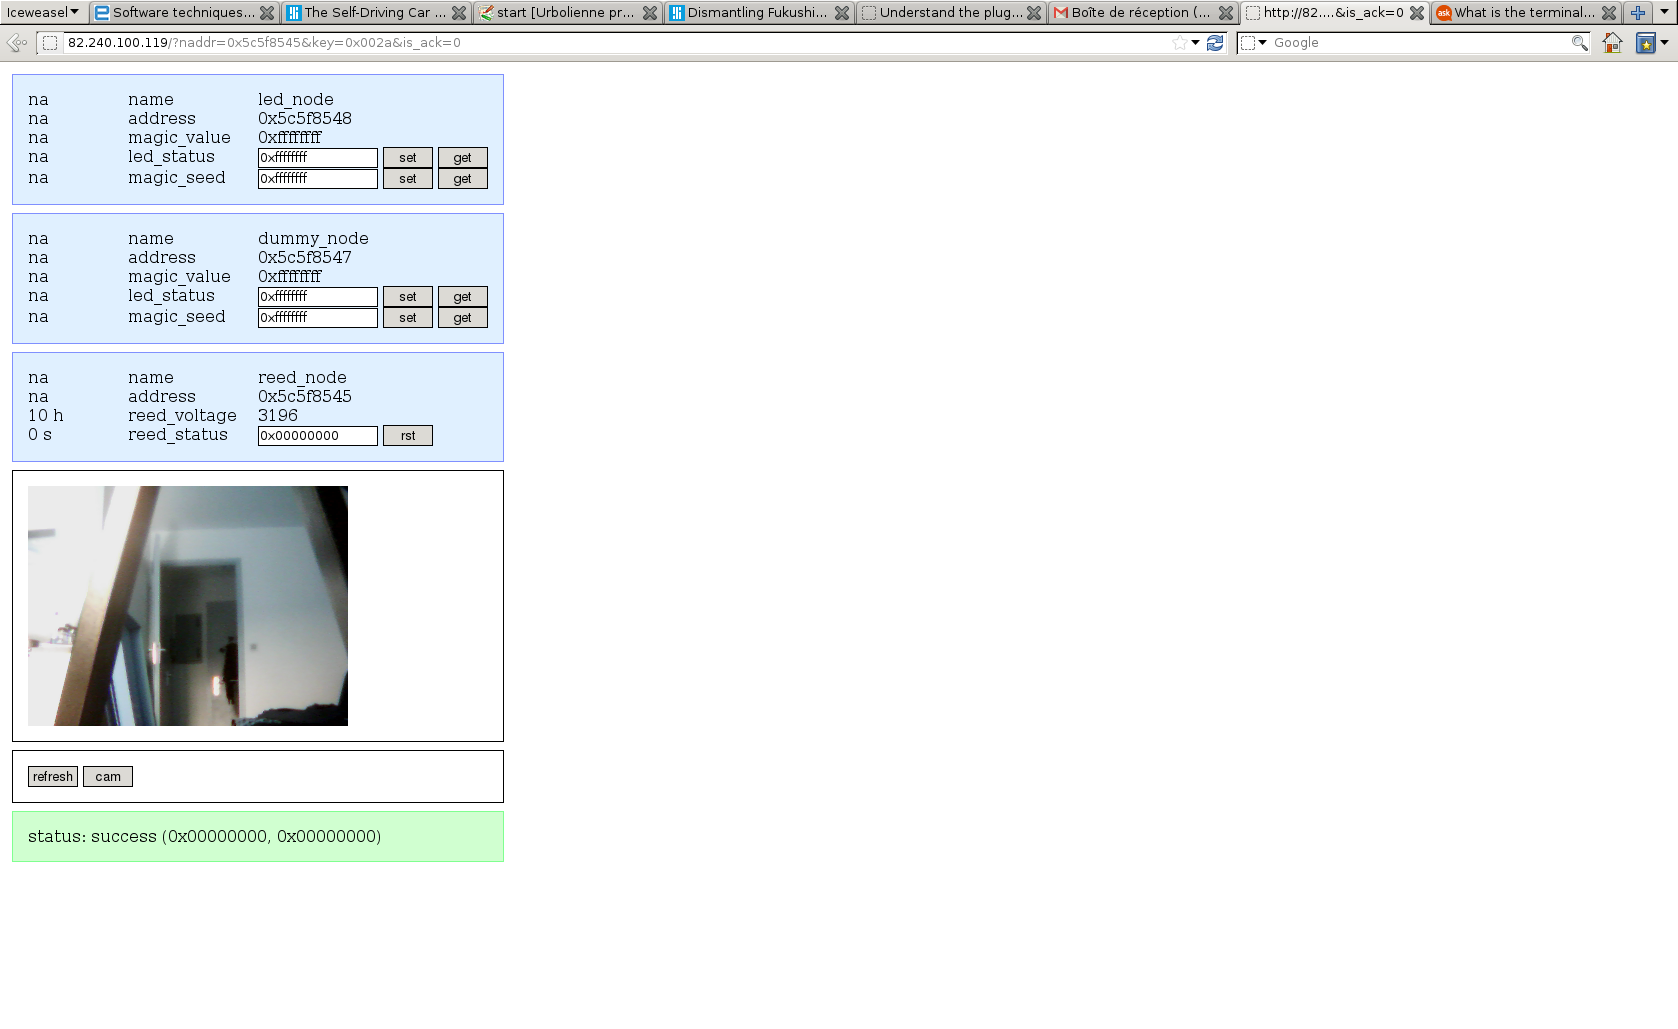 Iceweasel
Software techniques...
The Self-Driving Car ...
start [Urbolienne pr...
Dismantling Fukushi...
Understand the plug...
Boîte de réception (...
http://82....&is_ack=0
ask What is the terminal...
82.240.100.119/?naddr=0x5c5f8545&key=0x002a&is_ack=0
Google
na name led_node
na address 0x5c5f8548
na magic_value 0xffffffff
na led_status 0xffffffff set get
na magic_seed 0xffffffff set get
na name dummy_node
na address 0x5c5f8547
na magic_value 0xffffffff
na led_status 0xffffffff set get
na magic_seed 0xffffffff set get
na name reed_node
na address 0x5c5f8545
10 h reed_voltage 3196
0 s reed_status 0x00000000 rst
refresh cam
status: success (0x00000000, 0x00000000)